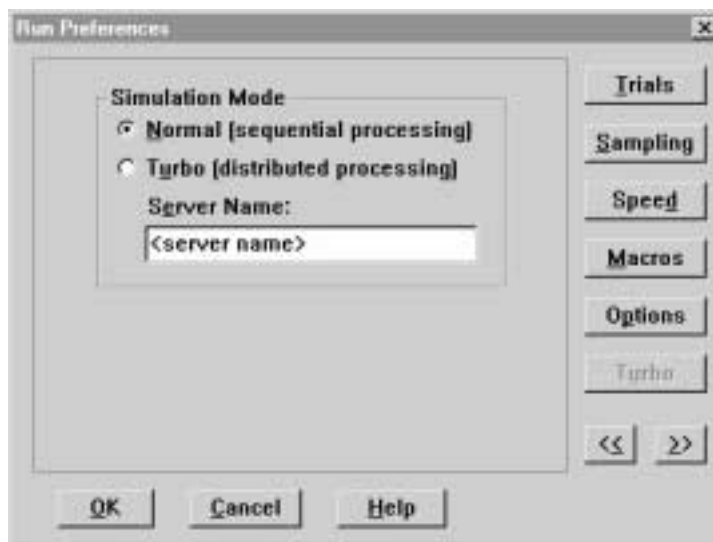 Run Preferences
Simulation Mode
Normal (sequential processing)
Turbo (distributed processing)
Server Name:
<server name>
Trials
Sampling
Speed
Macros
Options
Turbo
<<
>>
OK
Cancel
Help